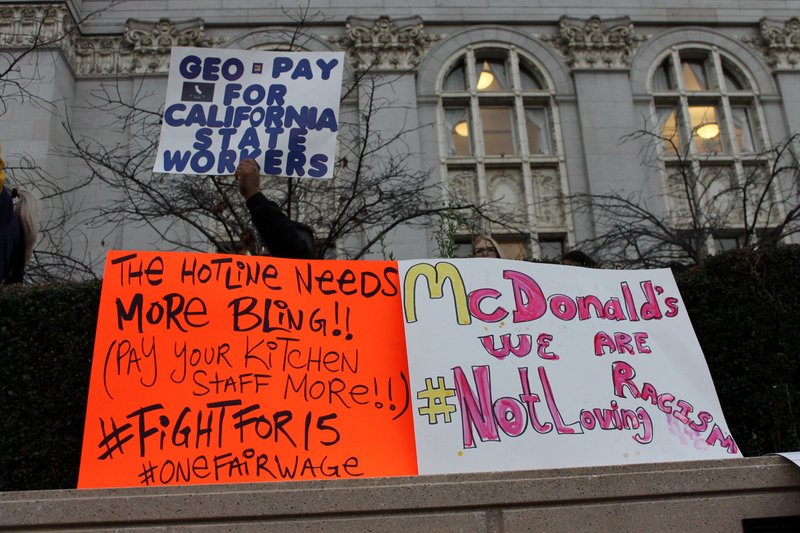 GEO PAY
FOR
CALIFORNIA
STATE
WORKERS
THE HOTLINE NEEDS
MORE BLING!!
(PAY YOUR KITCHEN
STAFF MORE!!)
#FIGHTFOR15
#ONEFAIRWAGE
McDonald's
WE ARE
#NotLoving
RACISM